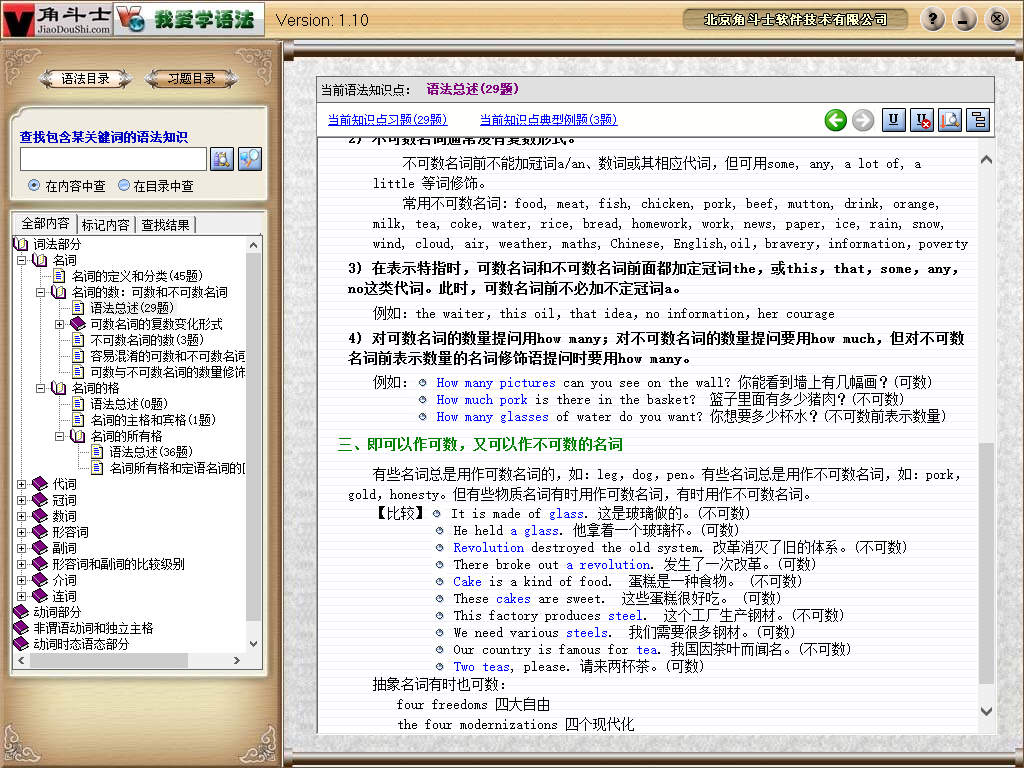 角斗士
JiaoDouShi.com
我爱学语法
Version: 1.10
北京角斗士软件技术有限公司
语法目录
习题目录
查找包含某关键词的语法知识
在内容中查
在目录中查
全部内容
标记内容
查找结果
词法部分
名词
名词的定义和分类(45题)
名词的数：可数和不可数名词
语法总述(29题)
可数名词的复数变化形式
不可数名词的数(3题)
容易混淆的可数和不可数名词
可数与不可数名词的数量修饰
名词的格
语法总述(0题)
名词的主格和宾格(1题)
名词的所有格
语法总述(36题)
名词所有格和定语名词的
代词
冠词
数词
形容词
副词
形容词和副词的比较级别
介词
连词
动词部分
非谓语动词和独立主格
动词时态语态部分
当前语法知识点：
语法总述(29题)
当前知识点习题(29题)
当前知识点典型例题(3题)
2) 不可数名词通常没有复数形式。
不可数名词前不能加冠词a/an、数词或其相应代词，但可用some, any, a lot of, a
little 等词修饰。
常用不可数名词：food, meat, fish, chicken, pork, beef, mutton, drink, orange,
milk, tea, coke, water, rice, bread, homework, work, news, paper, ice, rain, snow,
wind, cloud, air, weather, maths, Chinese, English,oil, bravery, information, poverty
3) 在表示特指时，可数名词和不可数名词前面都加定冠词the，或this，that，some，any，
no这类代词。此时，可数名词前不必加不定冠词a。
例如：the waiter，this oil，that idea，no information，her courage
4) 对可数名词的数量提问用how many；对不可数名词的数量提问要用how much，但对不可数
名词前表示数量的名词修饰语提问时要用how many。
例如：
How many pictures can you see on the wall? 你能看到墙上有几幅画？(可数)
How much pork is there in the basket? 篮子里面有多少猪肉？(不可数)
How many glasses of water do you want? 你想要多少杯水？(不可数前表示数量)
三、即可以作可数，又可以作不可数的名词
有些名词总是用作可数名词的，如：leg，dog，pen。有些名词总是用作不可数名词，如：pork，
gold，honesty。但有些物质名词有时用作可数名词，有时用作不可数名词。
【比较】
It is made of glass. 这是玻璃做的。(不可数)
He held a glass. 他拿着一个玻璃杯。(可数)
Revolution destroyed the old system. 改革消灭了旧的体系。(不可数)
There broke out a revolution. 发生了一次改革。(可数)
Cake is a kind of food. 蛋糕是一种食物。 (不可数)
These cakes are sweet. 这些蛋糕很好吃。 (可数)
This factory produces steel. 这个工厂生产钢材。(不可数)
We need various steels. 我们需要很多钢材。(可数)
Our country is famous for tea. 我国因茶叶而闻名。(不可数)
Two teas, please. 请来两杯茶。(可数)
抽象名词有时也可数：
four freedoms 四大自由
the four modernizations 四个现代化